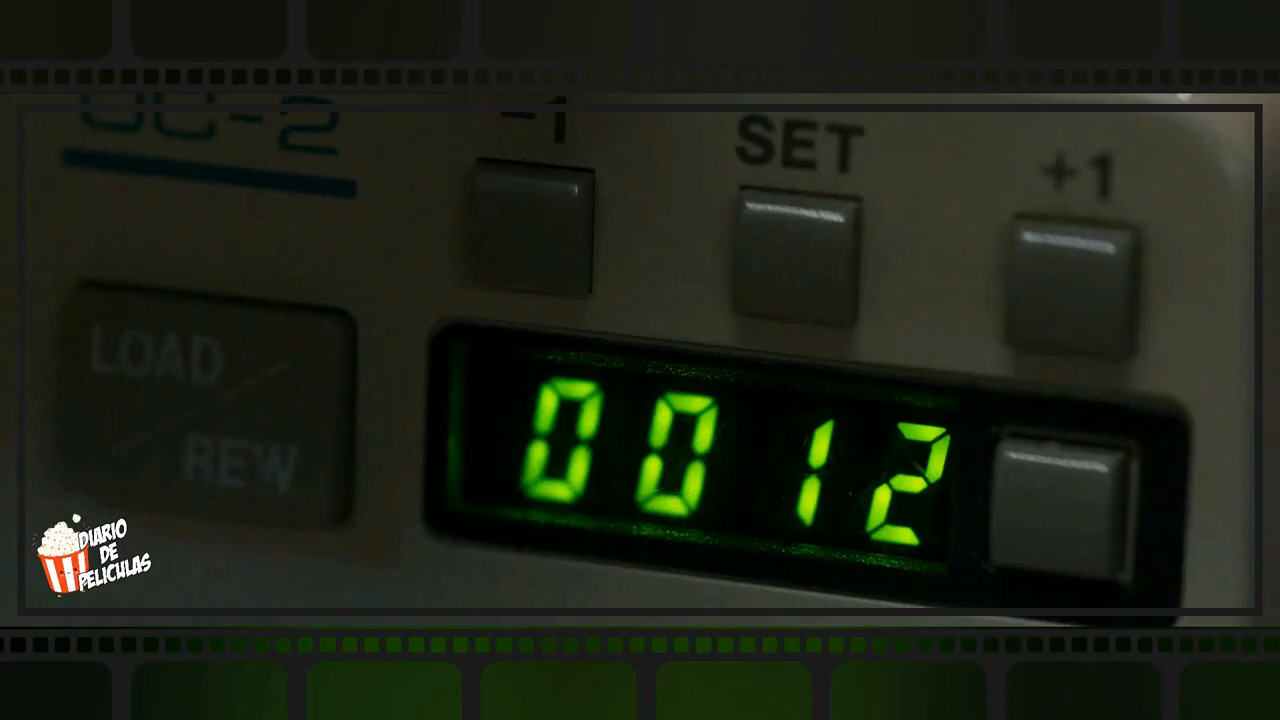 -1
SET
+1
LOAD
REW
0012
DIARIO
DE
PELICULAS